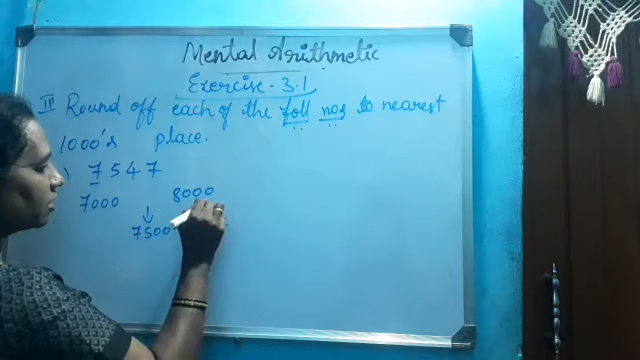 Mental Arithmetic
Exercise - 3.1
III Round off each of the foll nos to nearest
1000's place.
) 7547
7000 8000
↓
7500